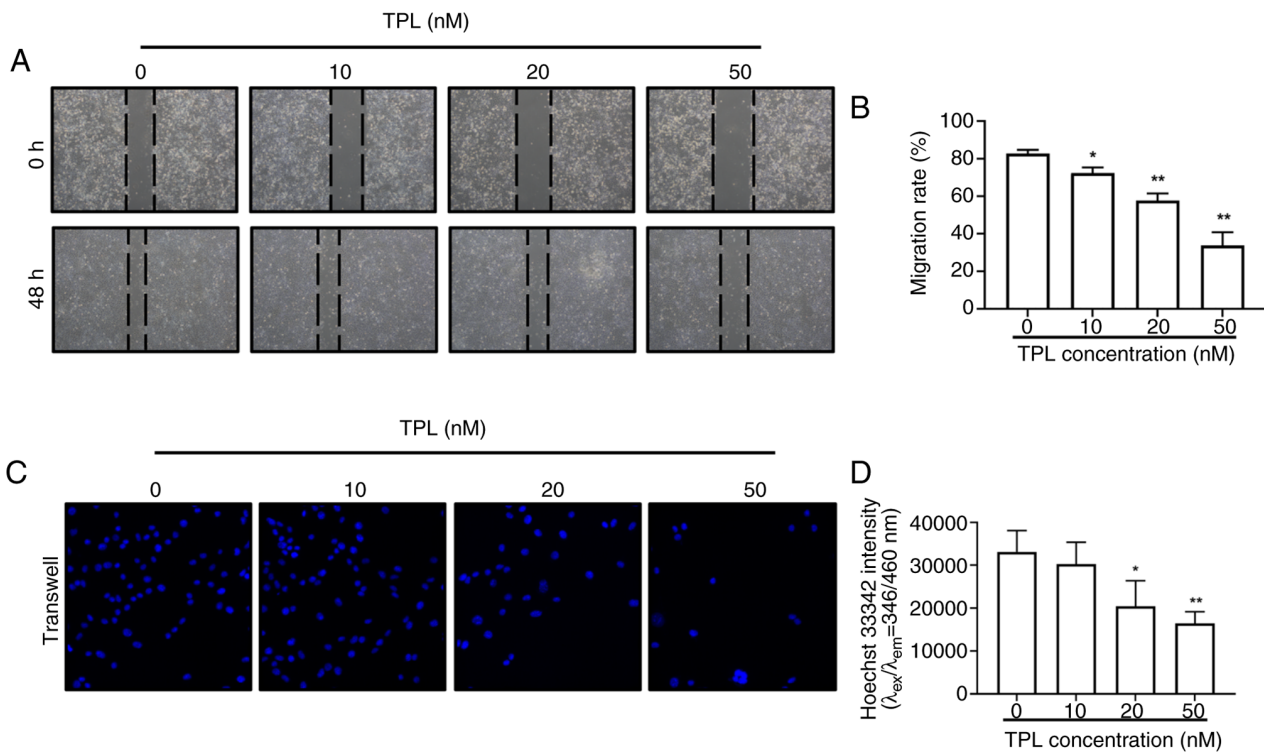 TPL (nM)
A
0 10 20 50
0 h
48 h
B
Migration rate (%)
100
80
60
40
20
0
*
**
**
0 10 20 50
TPL concentration (nM)
TPL (nM)
C
0 10 20 50
Transwell
D
Hoechst 33342 intensity
(λex/λem=346/460 nm)
40000
30000
20000
10000
0
*
**
0 10 20 50
TPL concentration (nM)